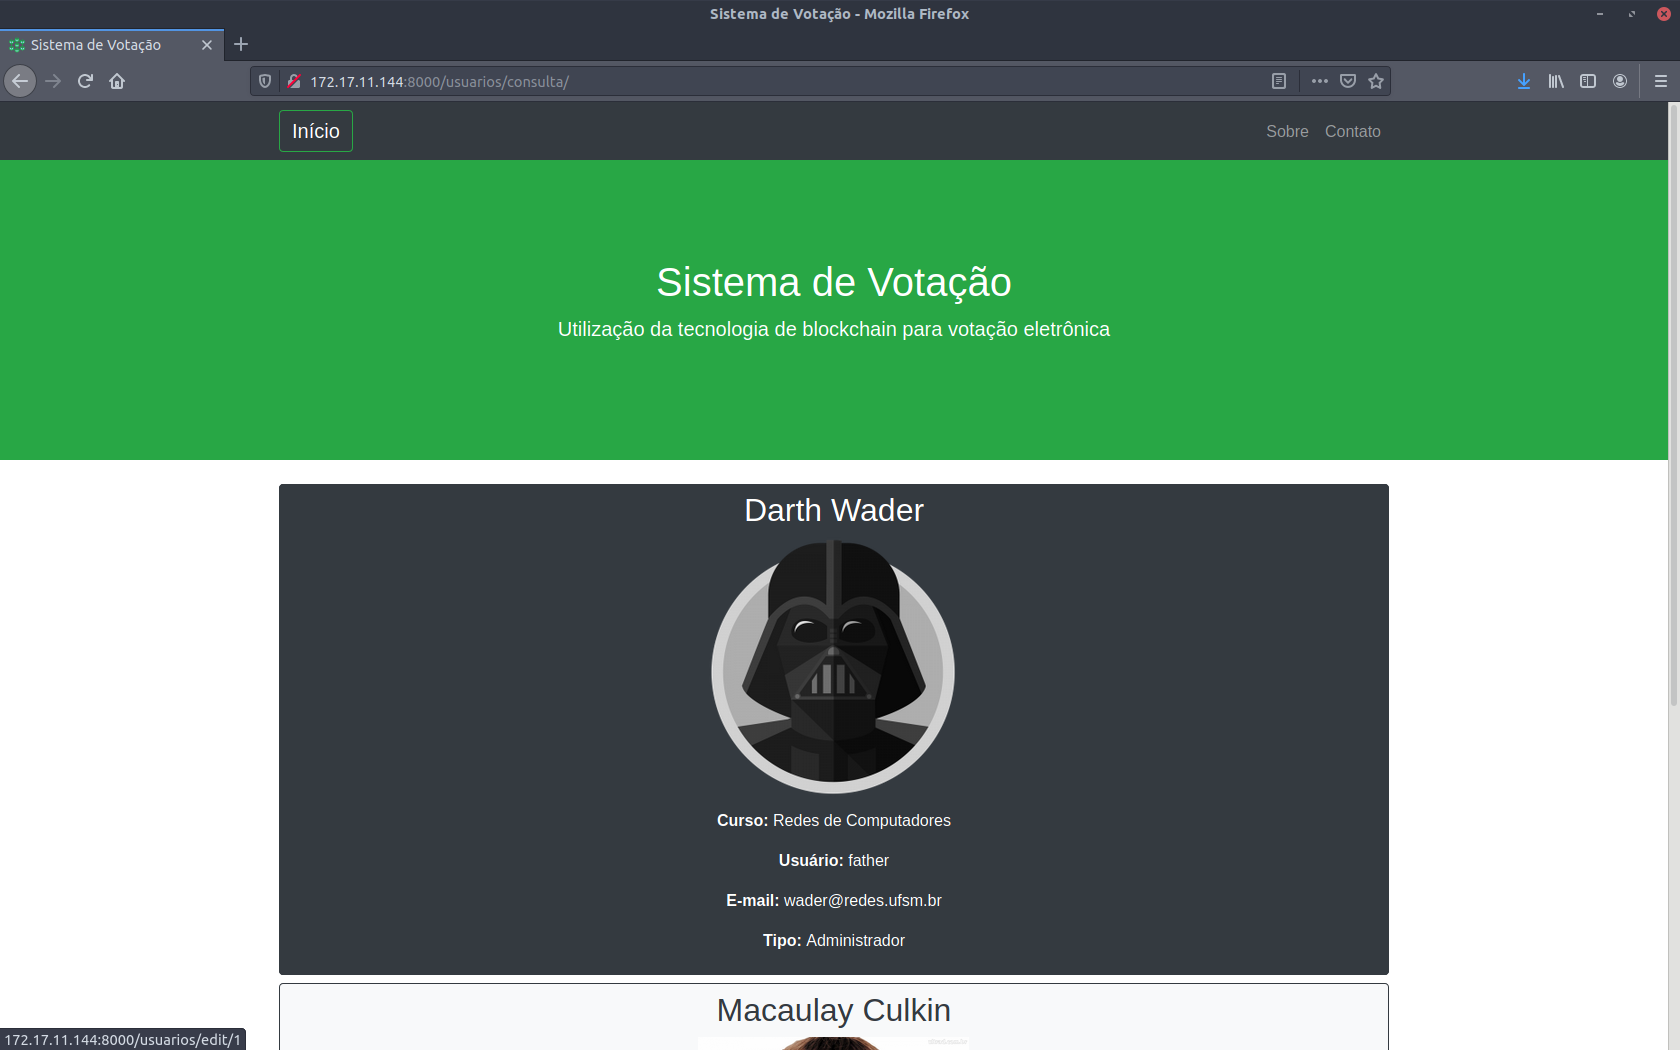 Sistema de Votação - Mozilla Firefox
Sistema de Votação
172.17.11.144:8000/usuarios/consulta/
Início
Sobre
Contato
Sistema de Votação
Utilização da tecnologia de blockchain para votação eletrônica
Darth Wader
Curso: Redes de Computadores
Usuário: father
E-mail: wader@redes.ufsm.br
Tipo: Administrador
Macaulay Culkin
172.17.11.144:8000/usuarios/edit/1